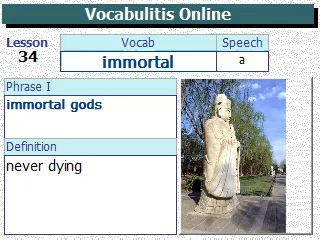 Vocabulitis Online
Lesson
34
Vocab
Speech
immortal
a
Phrase I
immortal gods
Definition
never dying